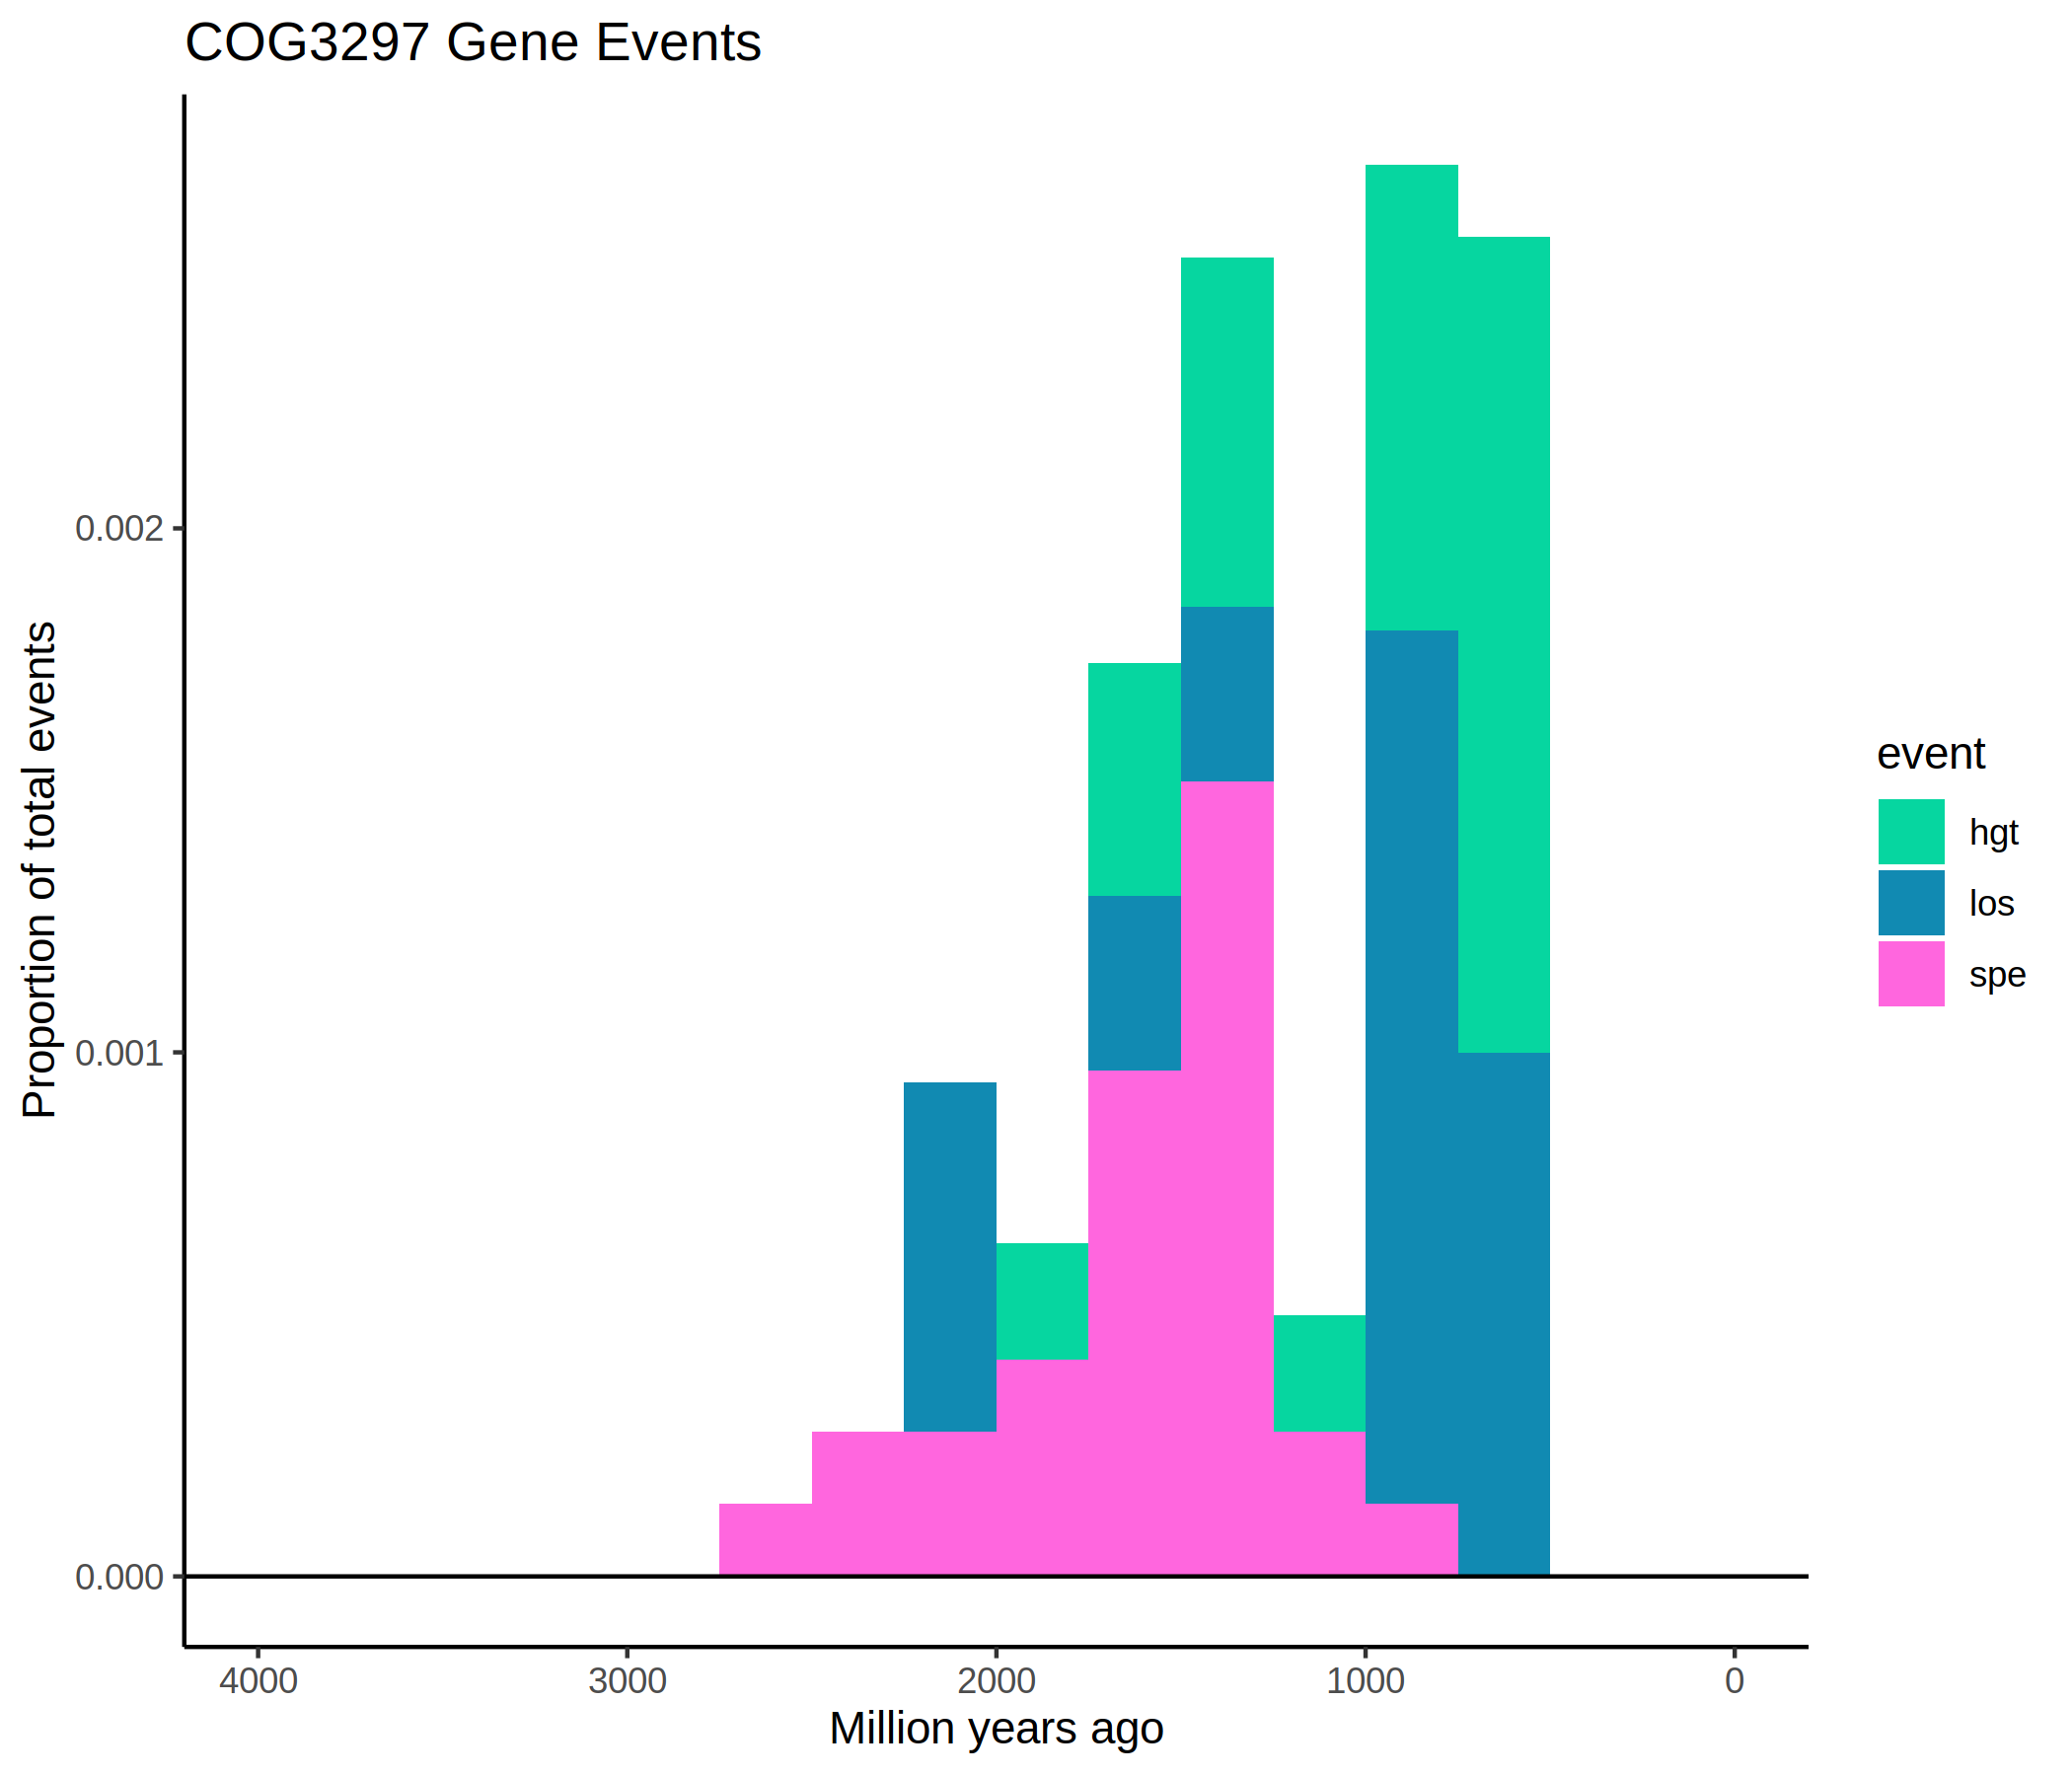 COG3297 Gene Events
Proportion of total events
0.002
0.001
0.000
4000 3000 2000 1000 0
Million years ago
event
hgt
los
spe